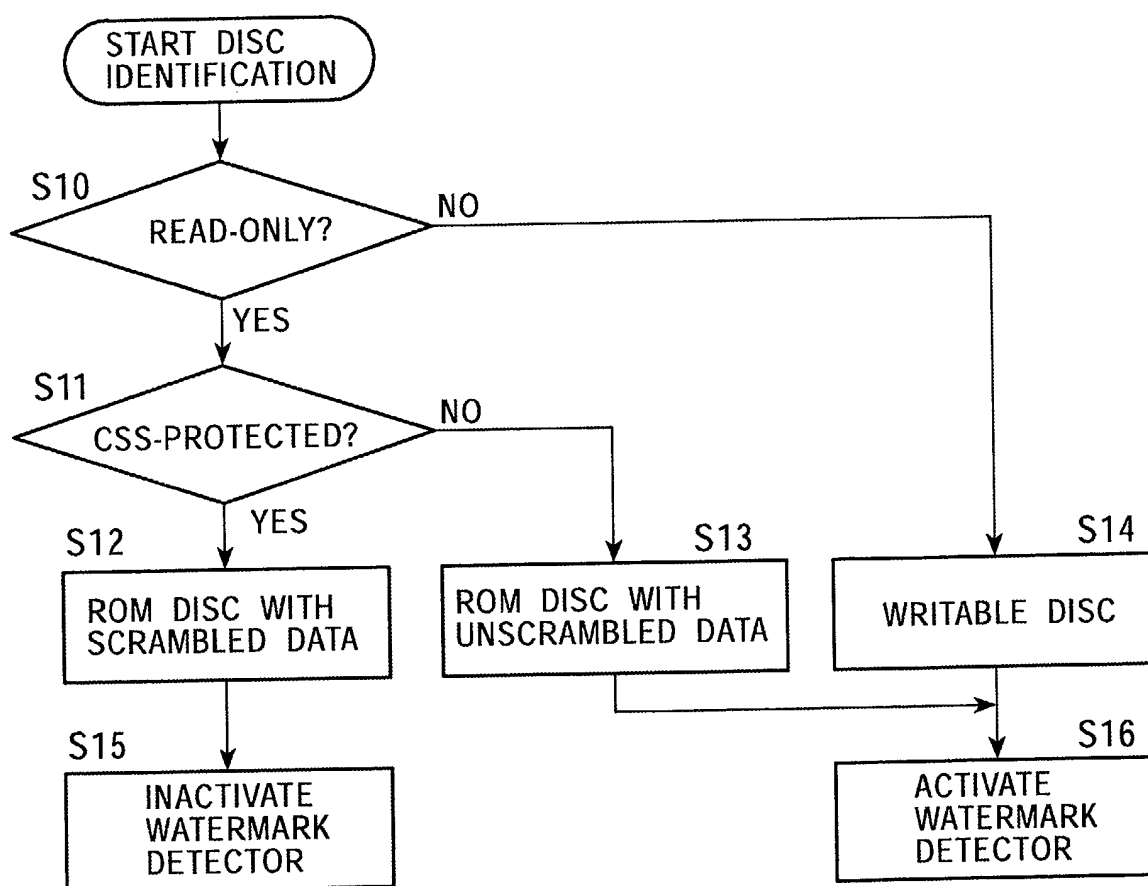 START DISC
IDENTIFICATION
S10
READ-ONLY?
NO
YES
S11
CSS-PROTECTED?
NO
YES
S12
ROM DISC WITH
SCRAMBLED DATA
S13
ROM DISC WITH
UNSCRAMBLED DATA
S14
WRITABLE DISC
S15
INACTIVATE
WATERMARK
DETECTOR
S16
ACTIVATE
WATERMARK
DETECTOR